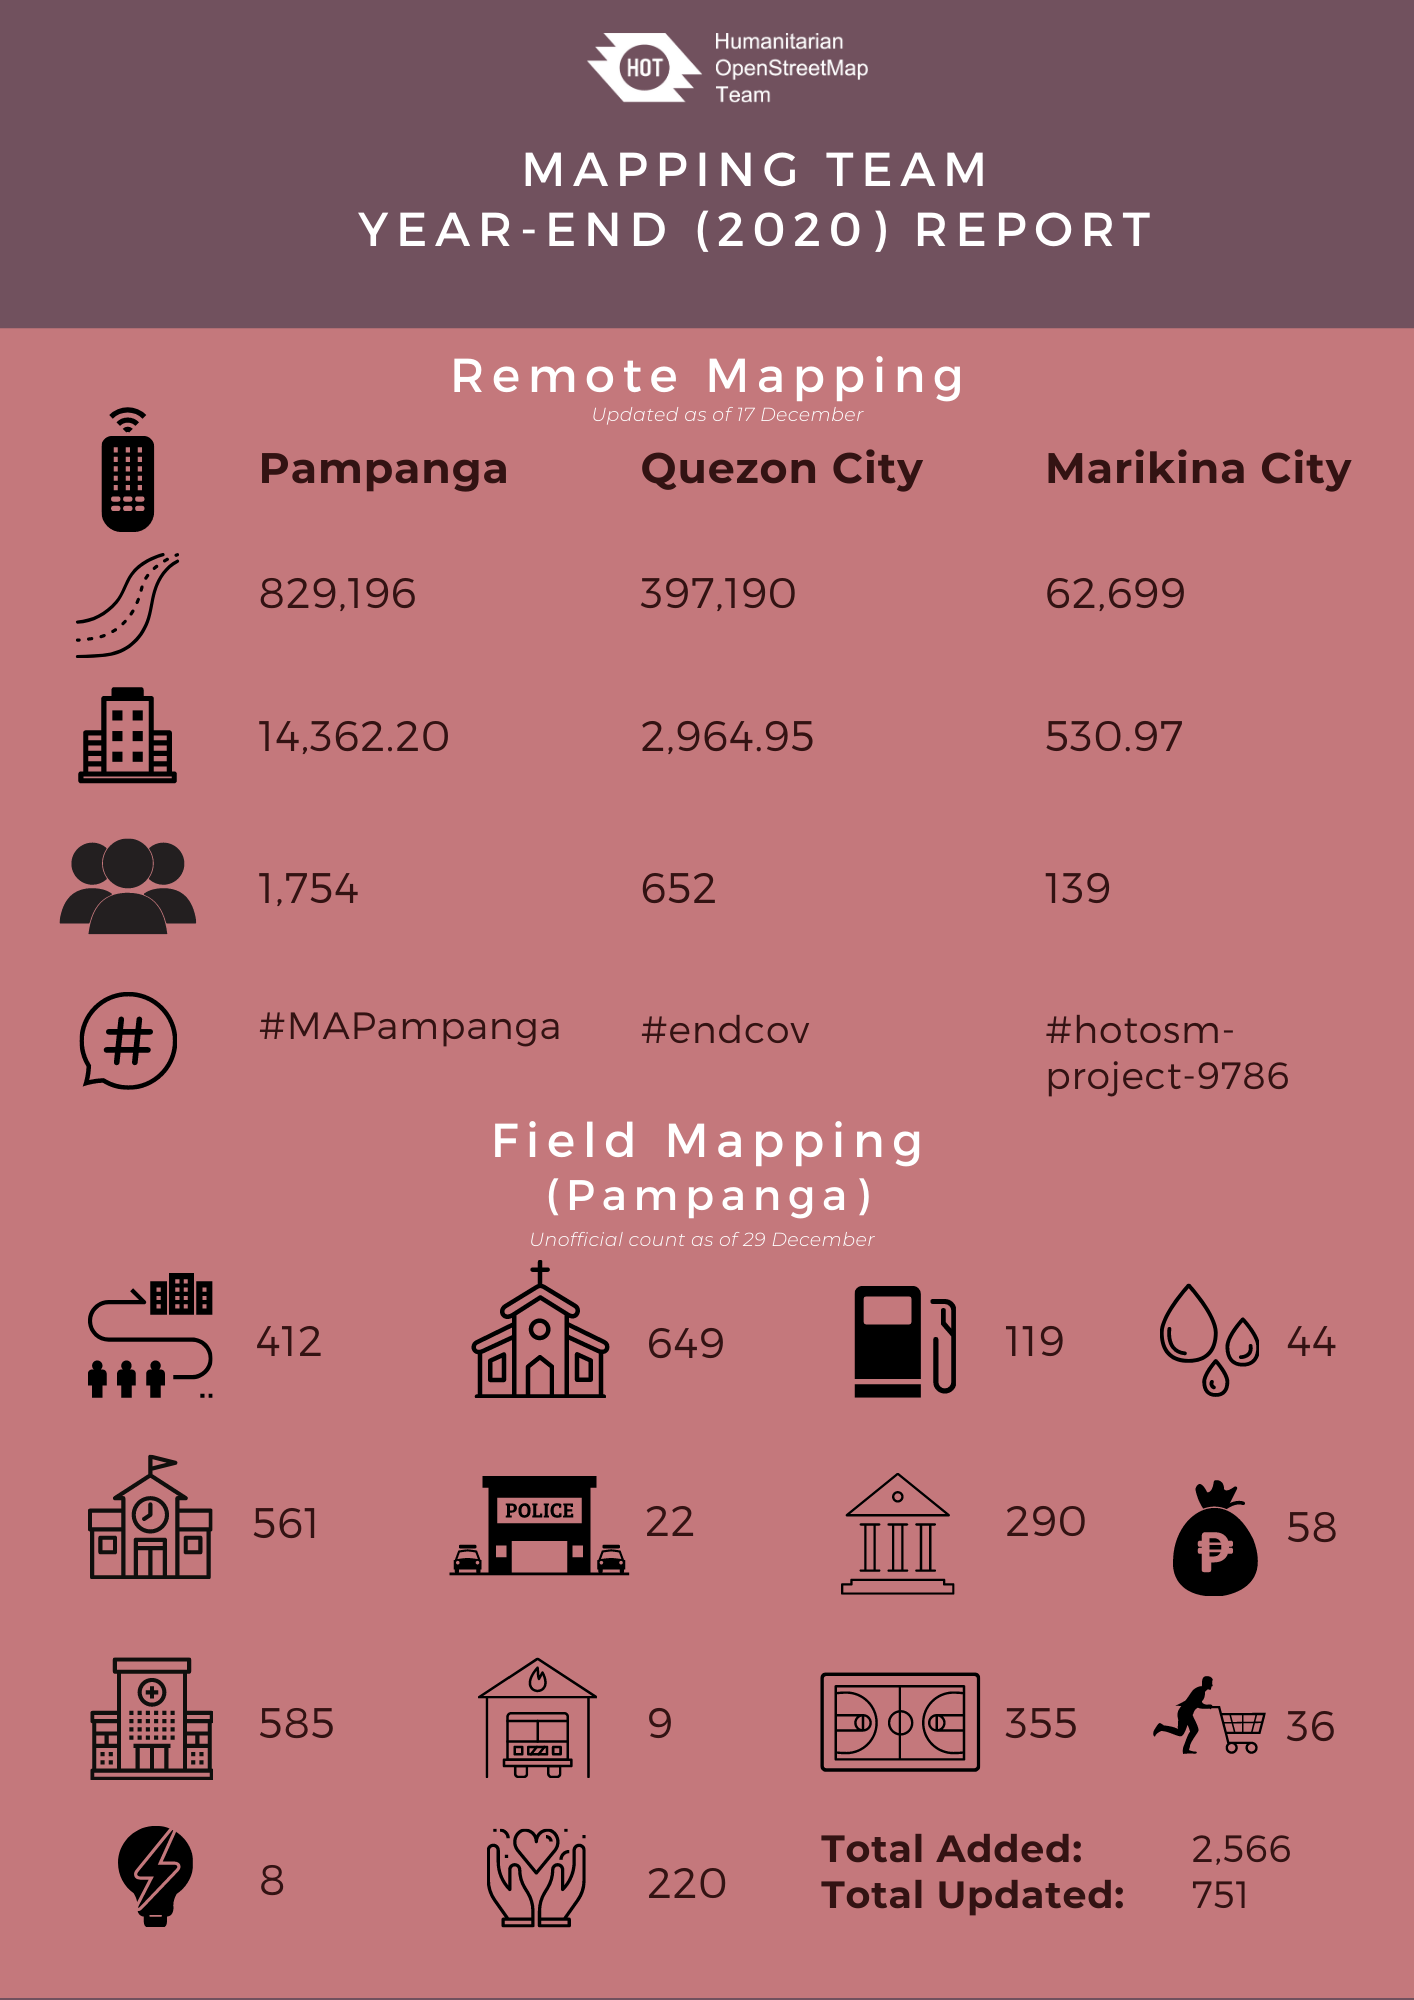 HOT
Humanitarian
OpenStreetMap
Team
MAPPING TEAM
YEAR-END (2020) REPORT
Remote Mapping
Updated as of 17 December
Pampanga Quezon City Marikina City
829,196 397,190 62,699
14,362.20 2,964.95 530.97
1,754 652 139
#
#MAPampanga #endcov #hotosm-
project-9786
Field Mapping
(Pampanga)
Unofficial count as of 29 December
412 649 119 44
561 POLICE 22 290 ₱ 58
585 9 355 36
8 220
Total Added: 2,566
Total Updated: 751